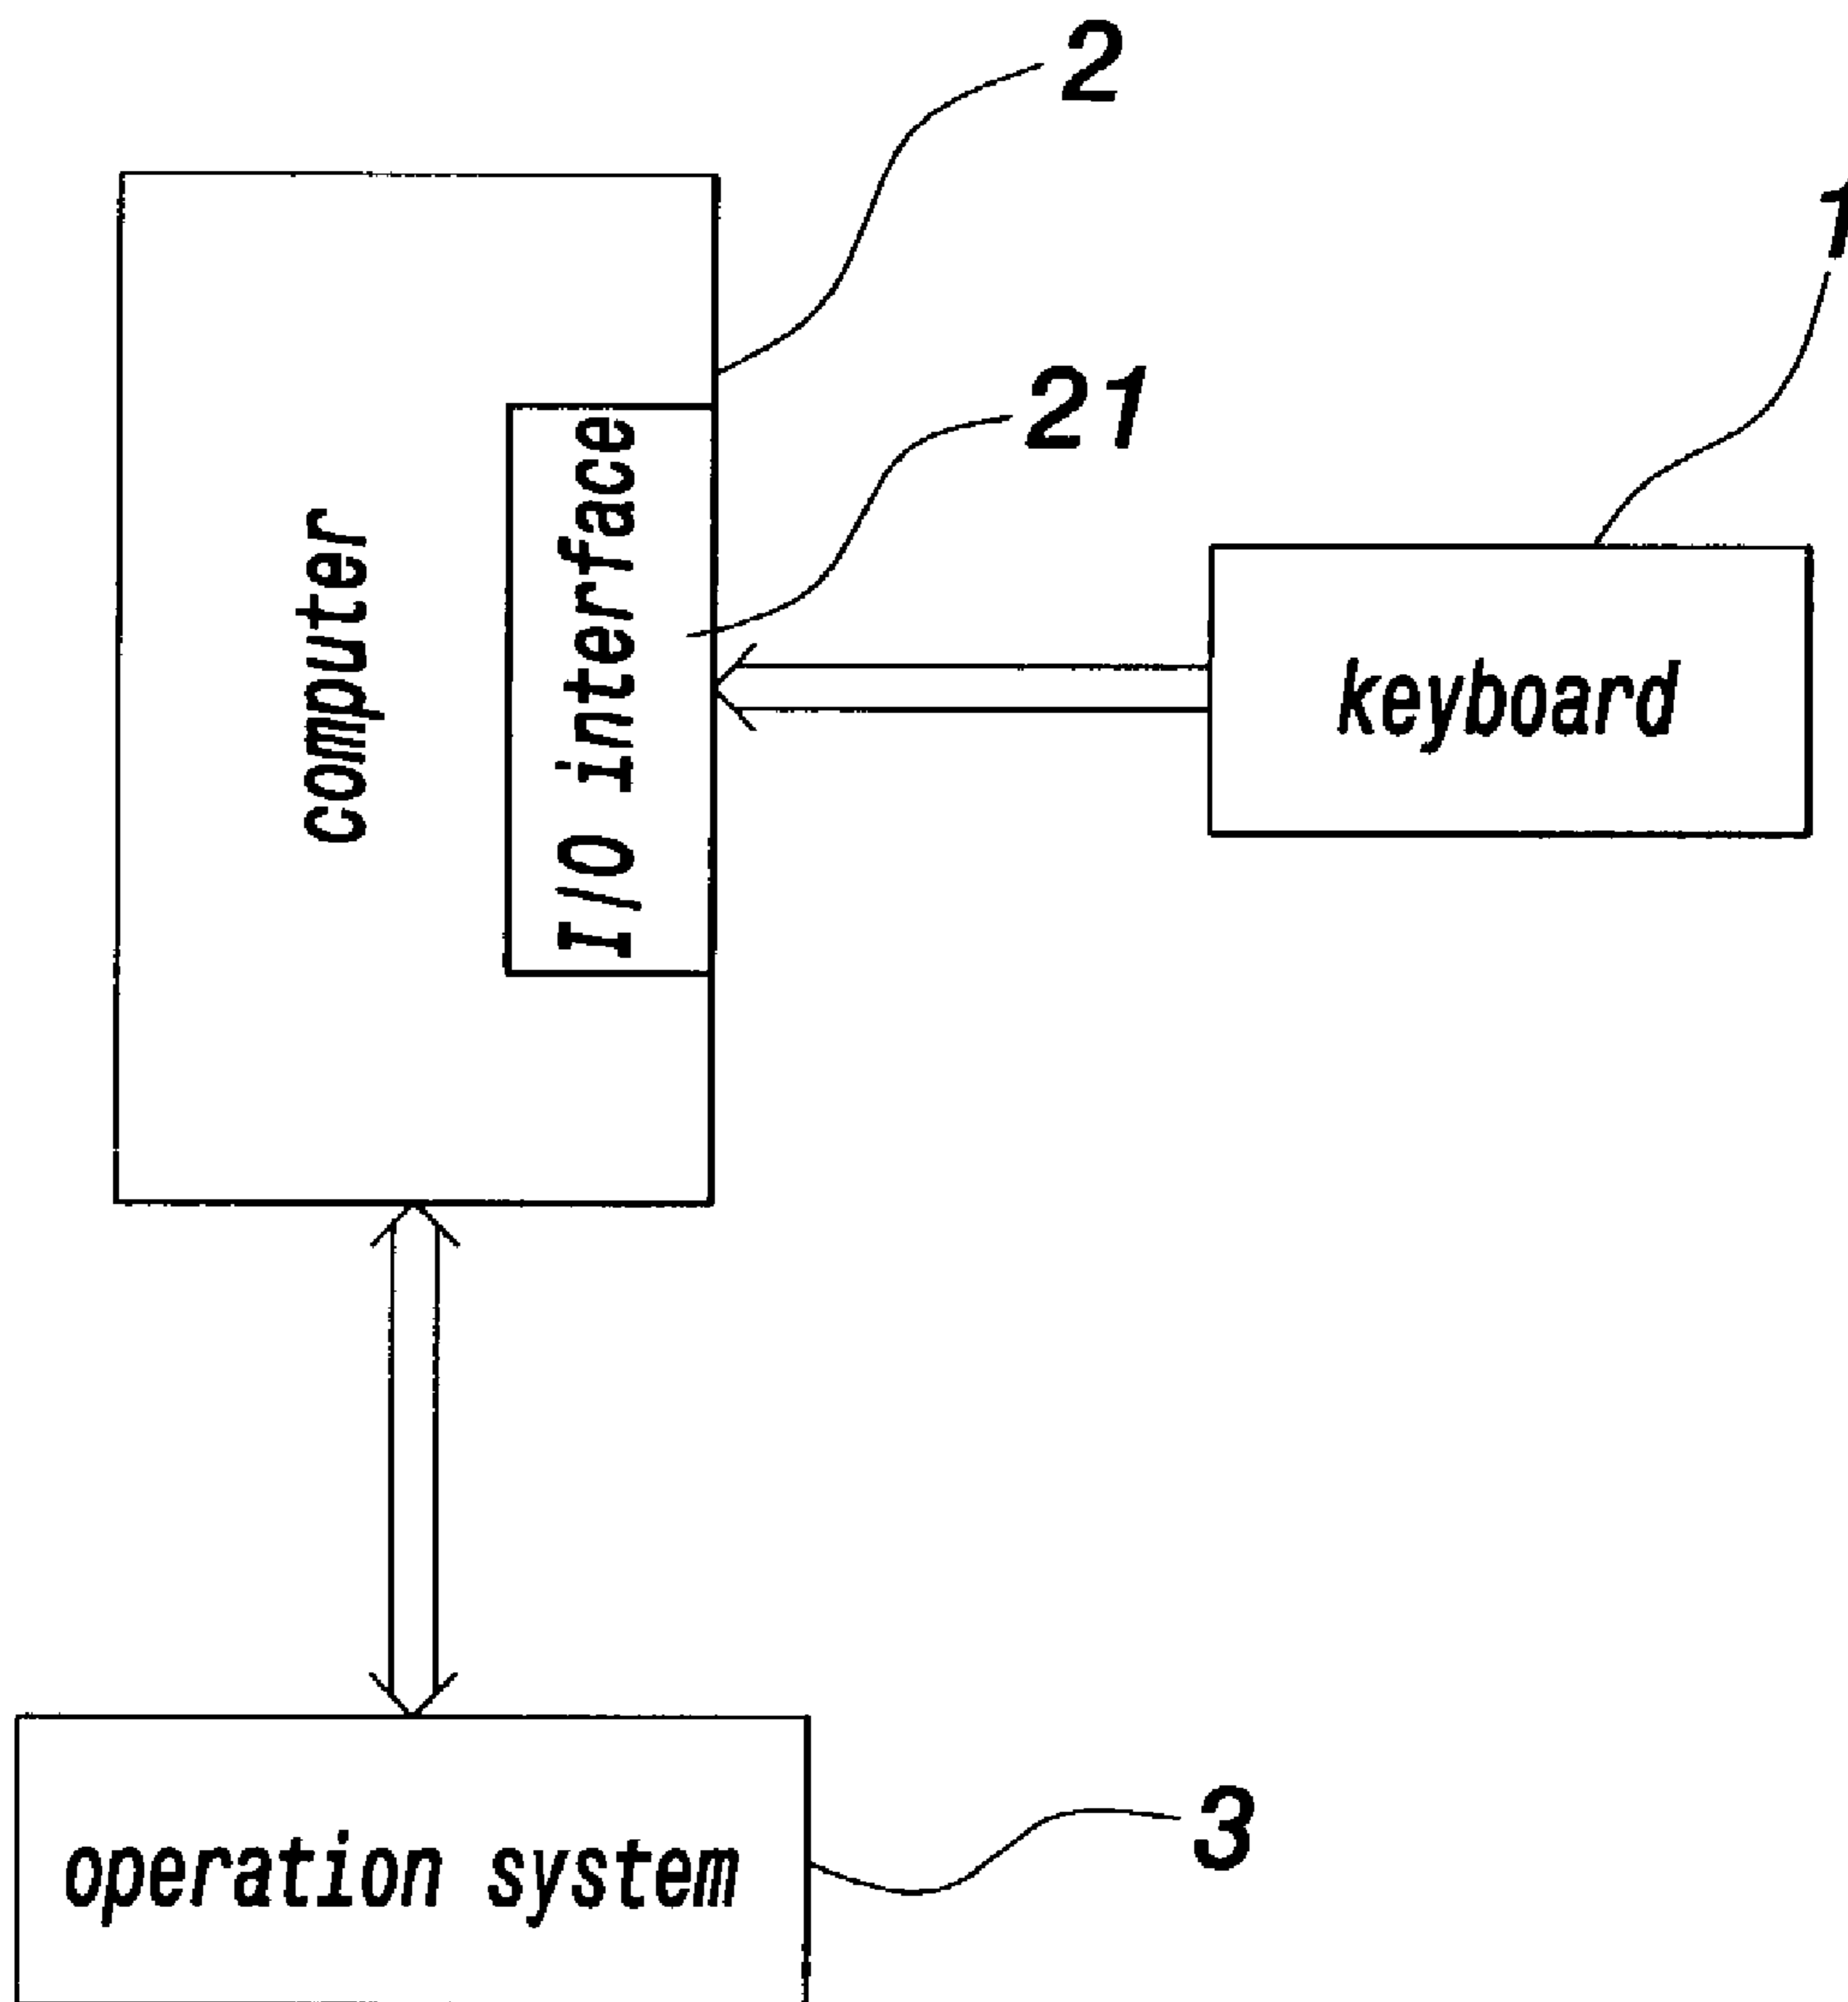 2
1
21
computer
I/O interface
keyboard
operation system
3